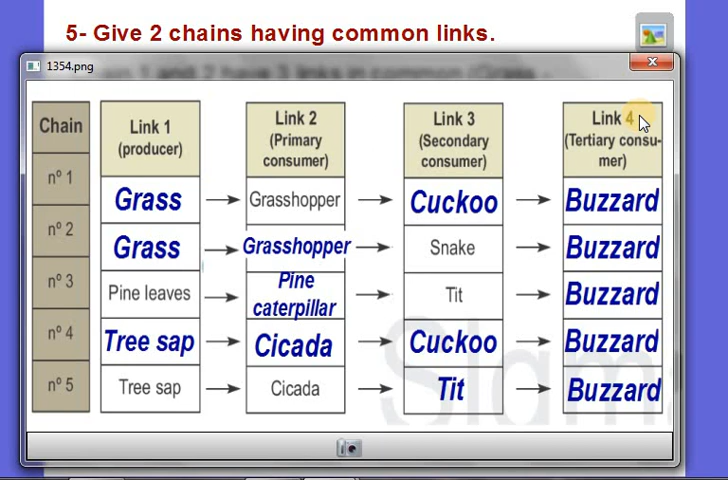 5- Give 2 chains having common links.
1354.png
Chain
Link 1
(producer)
Link 2
(Primary
consumer)
Link 3
(Secondary
consumer)
Link 4
(Tertiary consu-
mer)
nº 1
Grass
Grasshopper
Cuckoo
Buzzard
nº 2
Grass
Grasshopper
Snake
Buzzard
nº 3
Pine leaves
Pine
caterpillar
Tit
Buzzard
nº 4
Tree sap
Cicada
Cuckoo
Buzzard
nº 5
Tree sap
Cicada
Tit
Buzzard